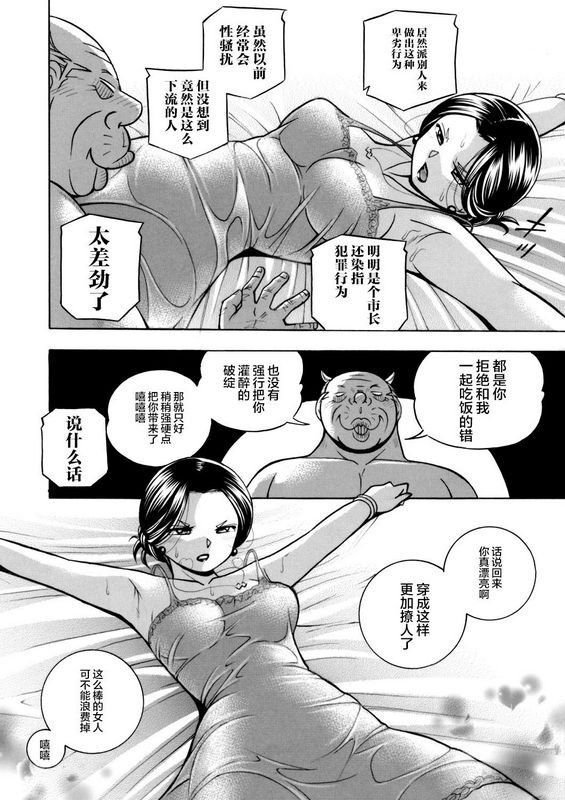 居然派别人来
做出这种
卑劣行为
虽然以前
经常会
性骚扰
但没想到
竟然是这么
下流的人
明明是个市长
还染指
犯罪行为
太差劲了
都是你
拒绝和我
一起吃饭的错
也没有
强行把你
灌醉的
破绽
那就只好
稍稍强硬点
把你带来了
嘻嘻嘻
说什么话
话说回来
你真漂亮啊
穿成这样
更加撩人了
这么棒的女人
可不能浪费掉
嘻嘻